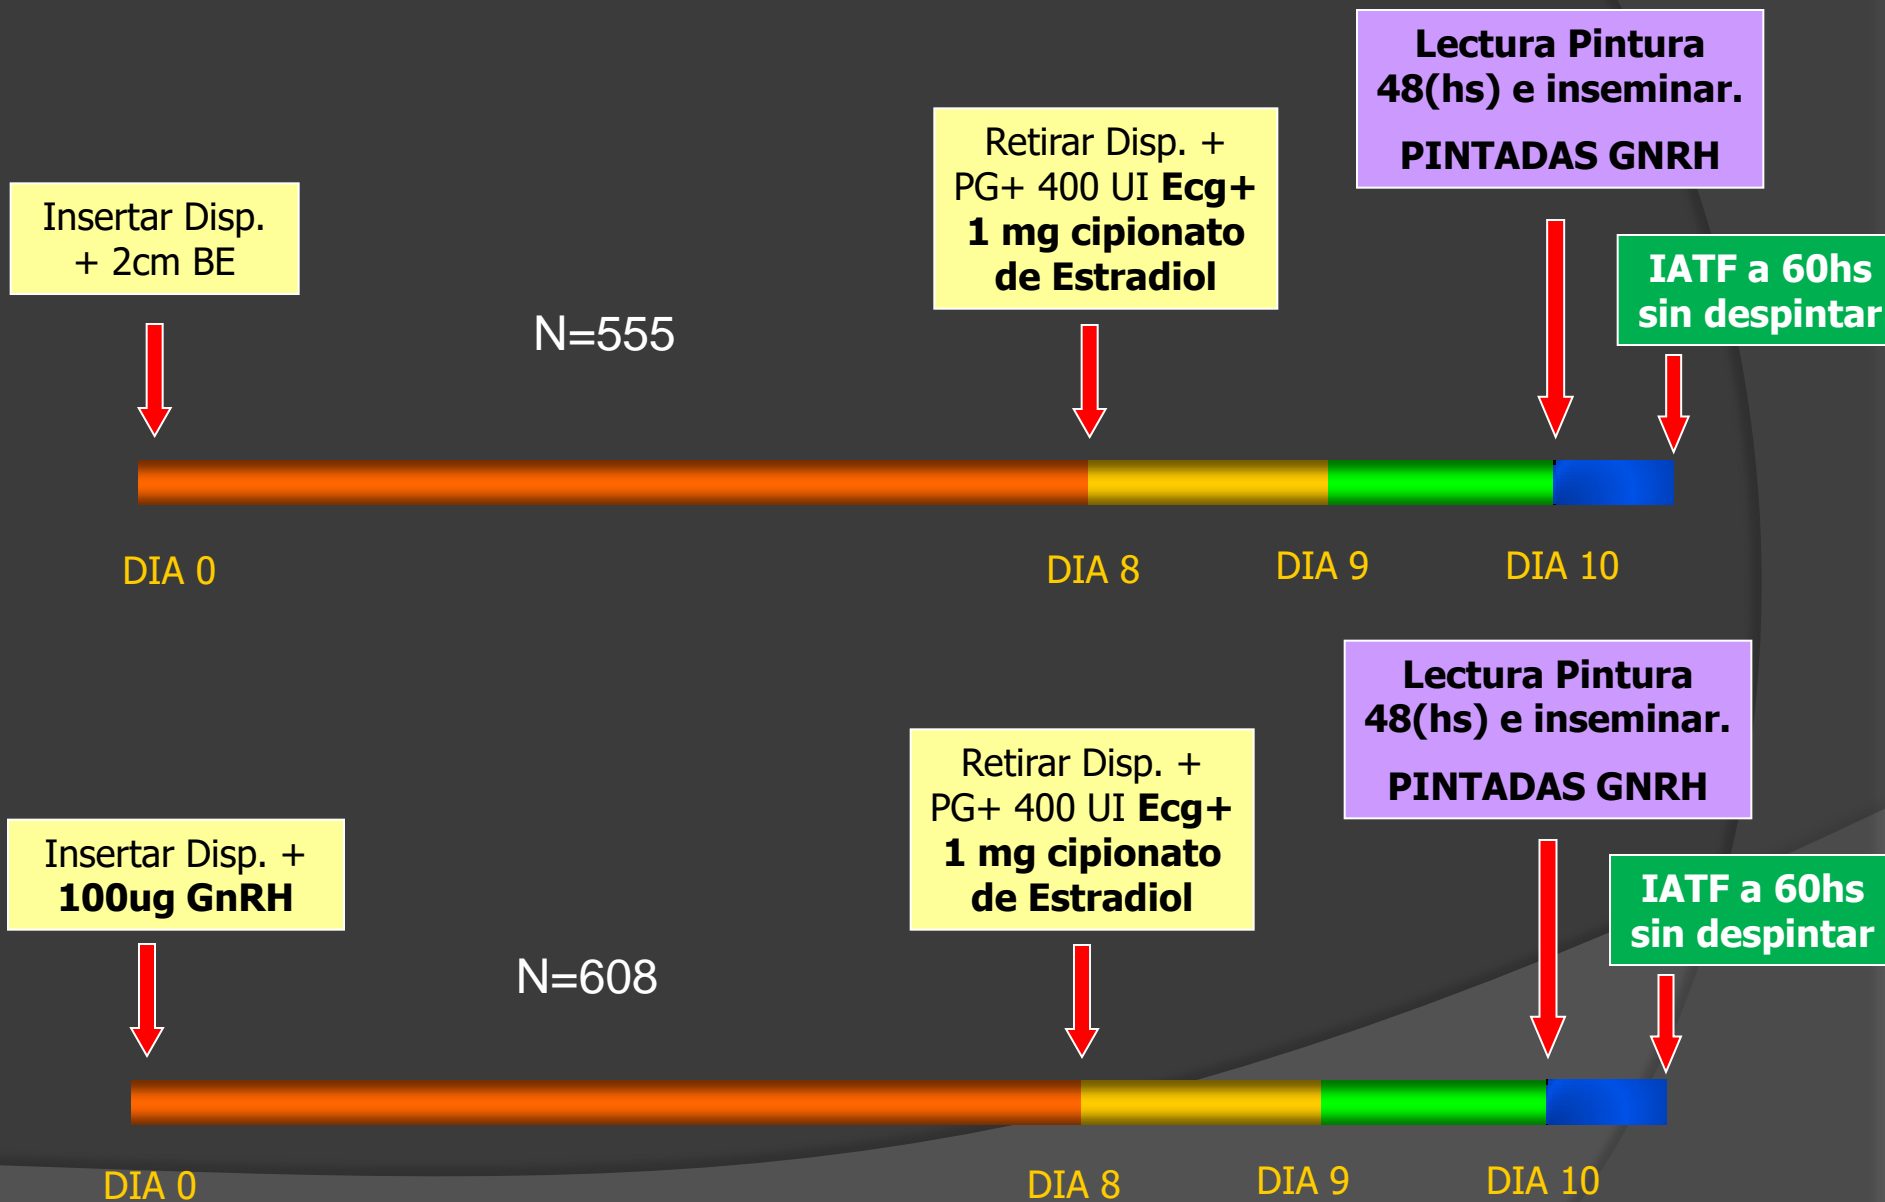 Lectura Pintura
48(hs) e inseminar.
PINTADAS GNRH
Retirar Disp. +
PG+ 400 UI Ecg+
1 mg cipionato
de Estradiol
Insertar Disp.
+ 2cm BE
IATF a 60hs
sin despintar
N=555
DIA 0
DIA 8
DIA 9
DIA 10
Lectura Pintura
48(hs) e inseminar.
PINTADAS GNRH
Retirar Disp. +
PG+ 400 UI Ecg+
1 mg cipionato
de Estradiol
Insertar Disp. +
100ug GnRH
IATF a 60hs
sin despintar
N=608
DIA 0
DIA 8
DIA 9
DIA 10